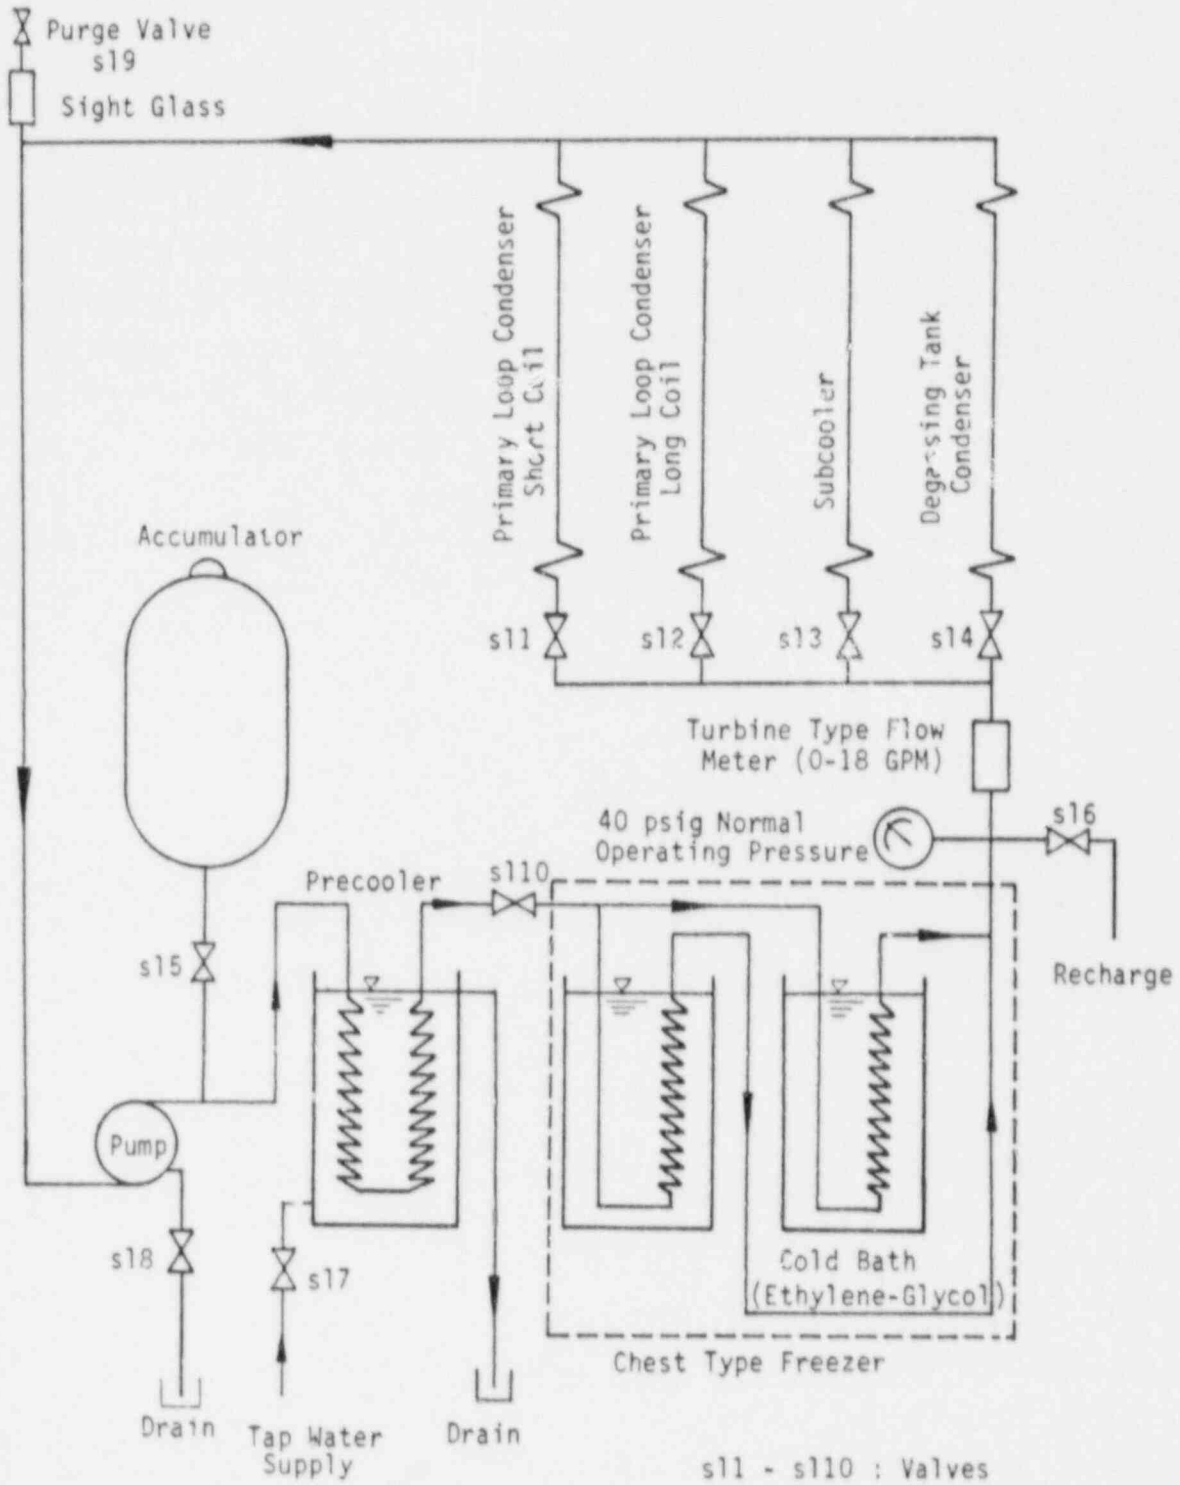 Purge Valve
s19
Sight Glass
Primary Loop Condenser
Short Coil
Primary Loop Condenser
Long Coil
Subcooler
Degassing Tank
Condenser
Accumulator
s11
s12
s13
s14
Turbine Type Flow
Meter (0-18 GPM)
40 psig Normal
Operating Pressure
s16
Precooler
s110
s15
Recharge
Pump
s18
s17
Cold Bath
(Ethylene-Glycol)
Chest Type Freezer
Drain
Tap Water
Supply
Drain
s11 - s110 : Valves